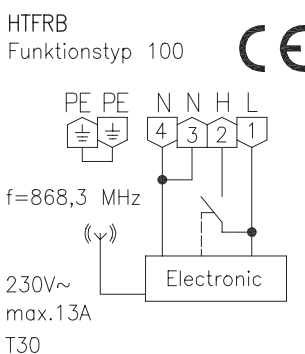 HTFRB
Funktionstyp 100
CE
PE PE N N H L
4 3 2 1
f=868,3 MHz
Electronic
230V~
max.13A
T30